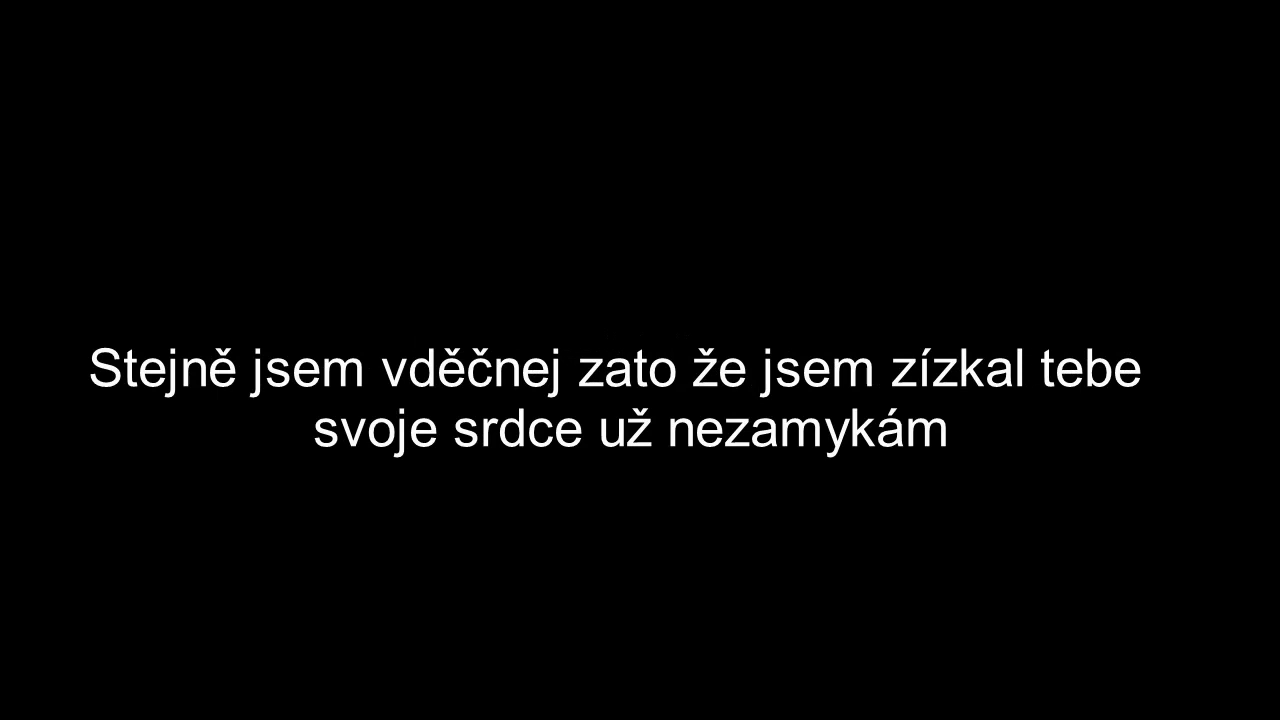 Stejně jsem vděčnej zato že jsem zízkal tebe
svoje srdce už nezamykám